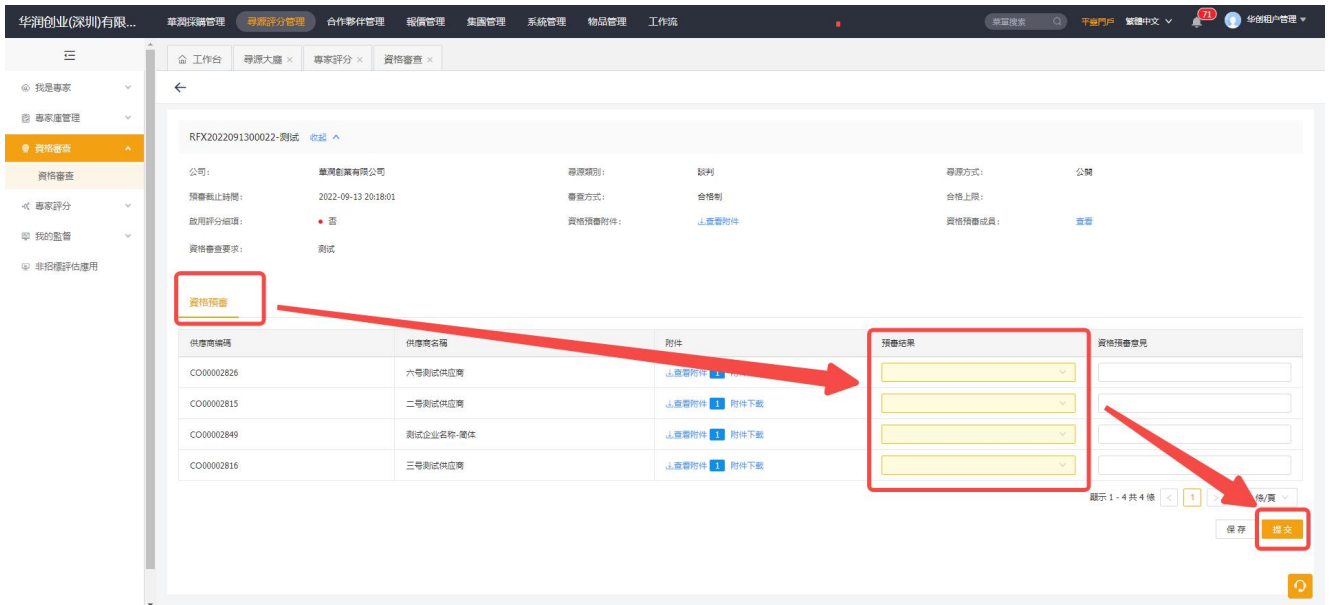 华润创业(深圳)有限... 華潤採購管理 尋源評分管理 合作夥伴管理 報價管理 集團管理 系統管理 物品管理 工作流 菜單搜索 平臺門戶 繁體中文 71 华创租户管理
工作台 尋源大廳 × 專家評分 × 資格審查 ×
我是專家
專家庫管理
資格審查
資格審查
專家評分
我的監督
非招標評估應用
RFX2022091300022-测试 收起
公司: 華潤創業有限公司 尋源類別: 談判 尋源方式: 公開
預審截止時間: 2022-09-13 20:18:01 審查方式: 合格制 合格上限:
啟用評分細項: 否 資格預審附件: 查看附件 資格預審成員: 查看
資格審查要求: 测试
資格預審
供應商編碼 供應商名稱 附件 預審結果 資格預審意見
CO00002826 六号测试供应商 查看附件 1
CO00002815 二号测试供应商 查看附件 1 附件下載
CO00002849 测试企业名称-简体 查看附件 1 附件下載
CO00002816 三号测试供应商 查看附件 1 附件下載
顯示 1 - 4 共 4 條 < 1 > 條/頁
保存 提交